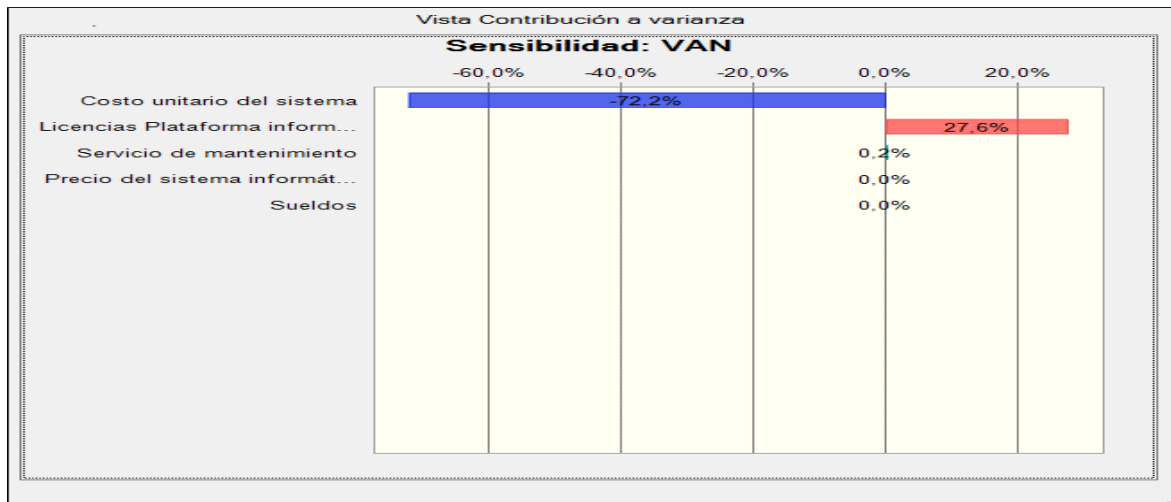 Vista Contribución a varianza
Sensibilidad: VAN
-60,0% -40,0% -20,0% 0,0% 20,0%
Costo unitario del sistema -72,2%
Licencias Plataforma inform... 27,6%
Servicio de mantenimiento 0,2%
Precio del sistema informát... 0,0%
Sueldos 0,0%